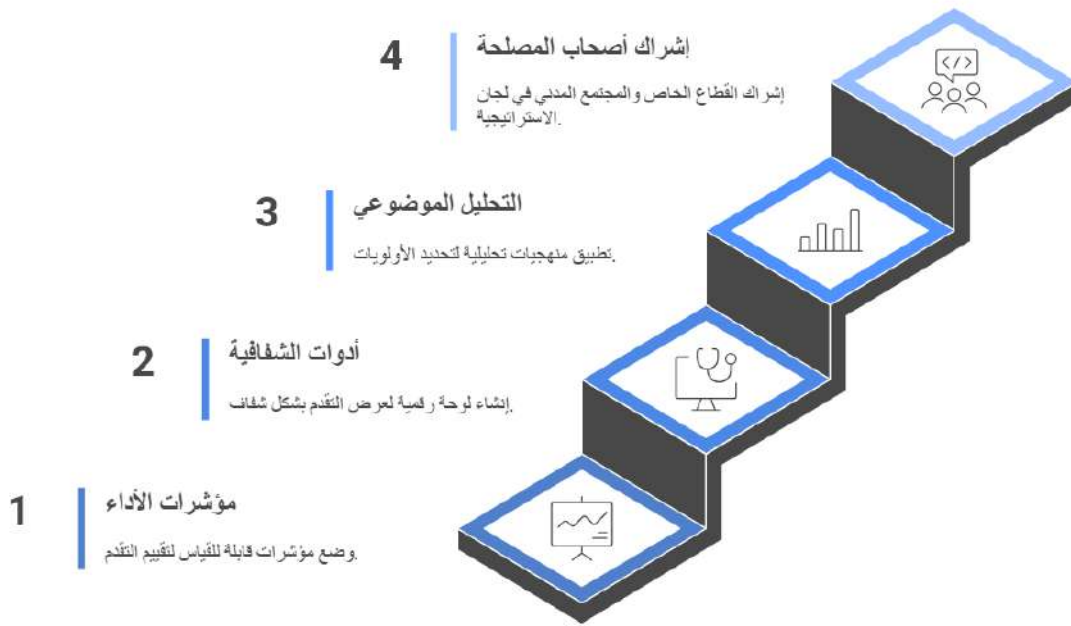 4
إشراك أصحاب المصلحة
إشراك القطاع الخاص والمجتمع المدني في لجان
الاستراتيجية.
3
التحليل الموضوعي
تطبيق منهجيات تحليلية لتحديد الأولويات.
2
أدوات الشفافية
إنشاء لوحة رقمية لعرض التقدم بشكل شفاف.
1
مؤشرات الأداء
وضع مؤشرات قابلة للقياس لتقييم التقدم.